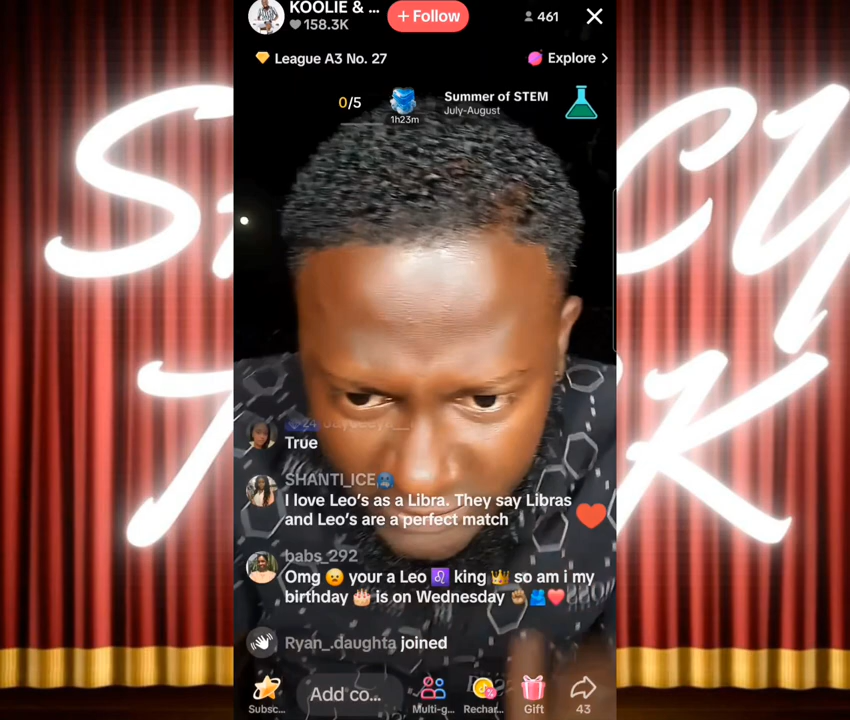 KOOLIE & ...
158.3K
+ Follow
461
League A3 No. 27
Explore >
0/5
1h23m
Summer of STEM
July-August
24
True
SHANTI_ICE
I love Leo's as a Libra. They say Libras
and Leo's are a perfect match
babs_292
Omg 😮 your a Leo ♌ king 👑 so am i my
birthday 🎂 is on Wednesday ✊🏾🫂❤️
Ryan_.daughta joined
Subsc...
Add co...
Multi-g...
Rechar...
Gift
43